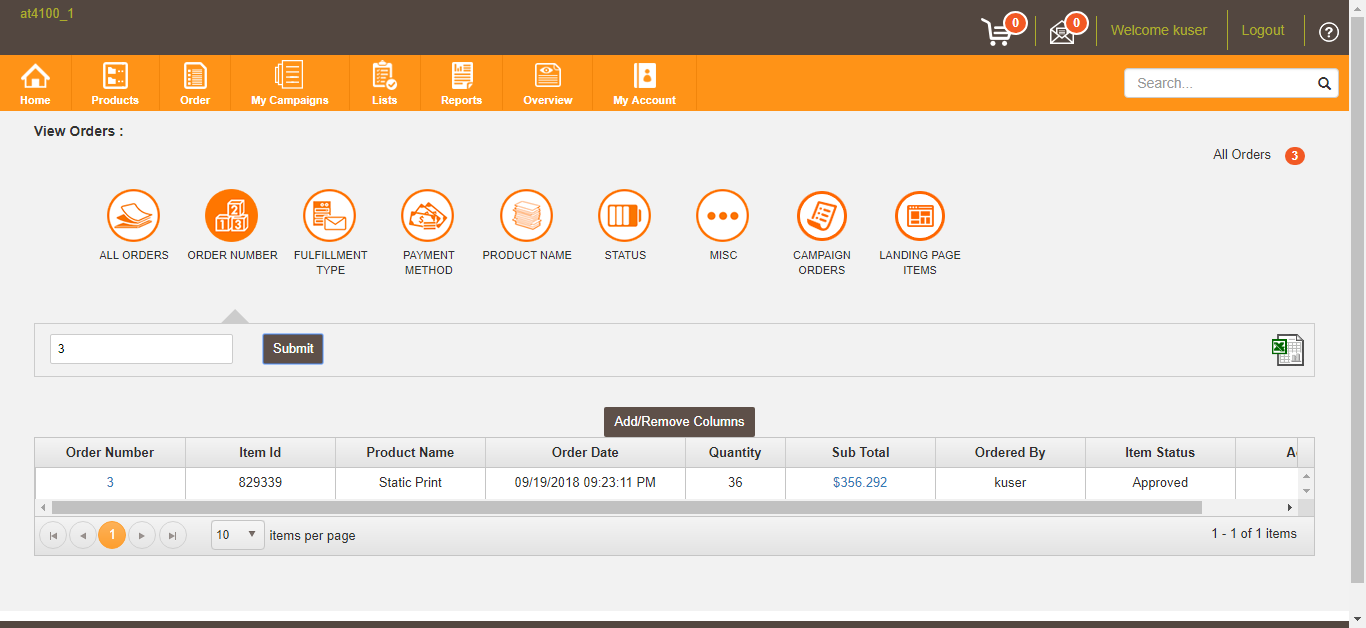 at4100_1
0
0
Welcome kuser
Logout
?
Home
Products
Order
My Campaigns
Lists
Reports
Overview
My Account
Search...
View Orders :
All Orders 3
2
1 3
ALL ORDERS
ORDER NUMBER
FULFILLMENT
TYPE
PAYMENT
METHOD
PRODUCT NAME
STATUS
MISC
CAMPAIGN
ORDERS
LANDING PAGE
ITEMS
3
Submit
Add/Remove Columns
Order Number Item Id Product Name Order Date Quantity Sub Total Ordered By Item Status A
3 829339 Static Print 09/19/2018 09:23:11 PM 36 $356.292 kuser Approved
1 10 items per page 1 - 1 of 1 items